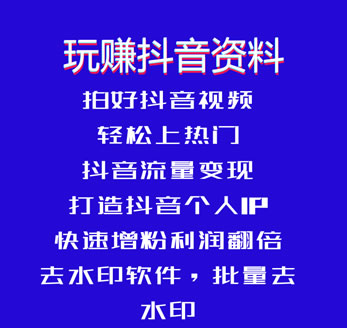 玩赚抖音资料
拍好抖音视频
轻松上热门
抖音流量变现
打造抖音个人IP
快速增粉利润翻倍
去水印软件，批量去
水印